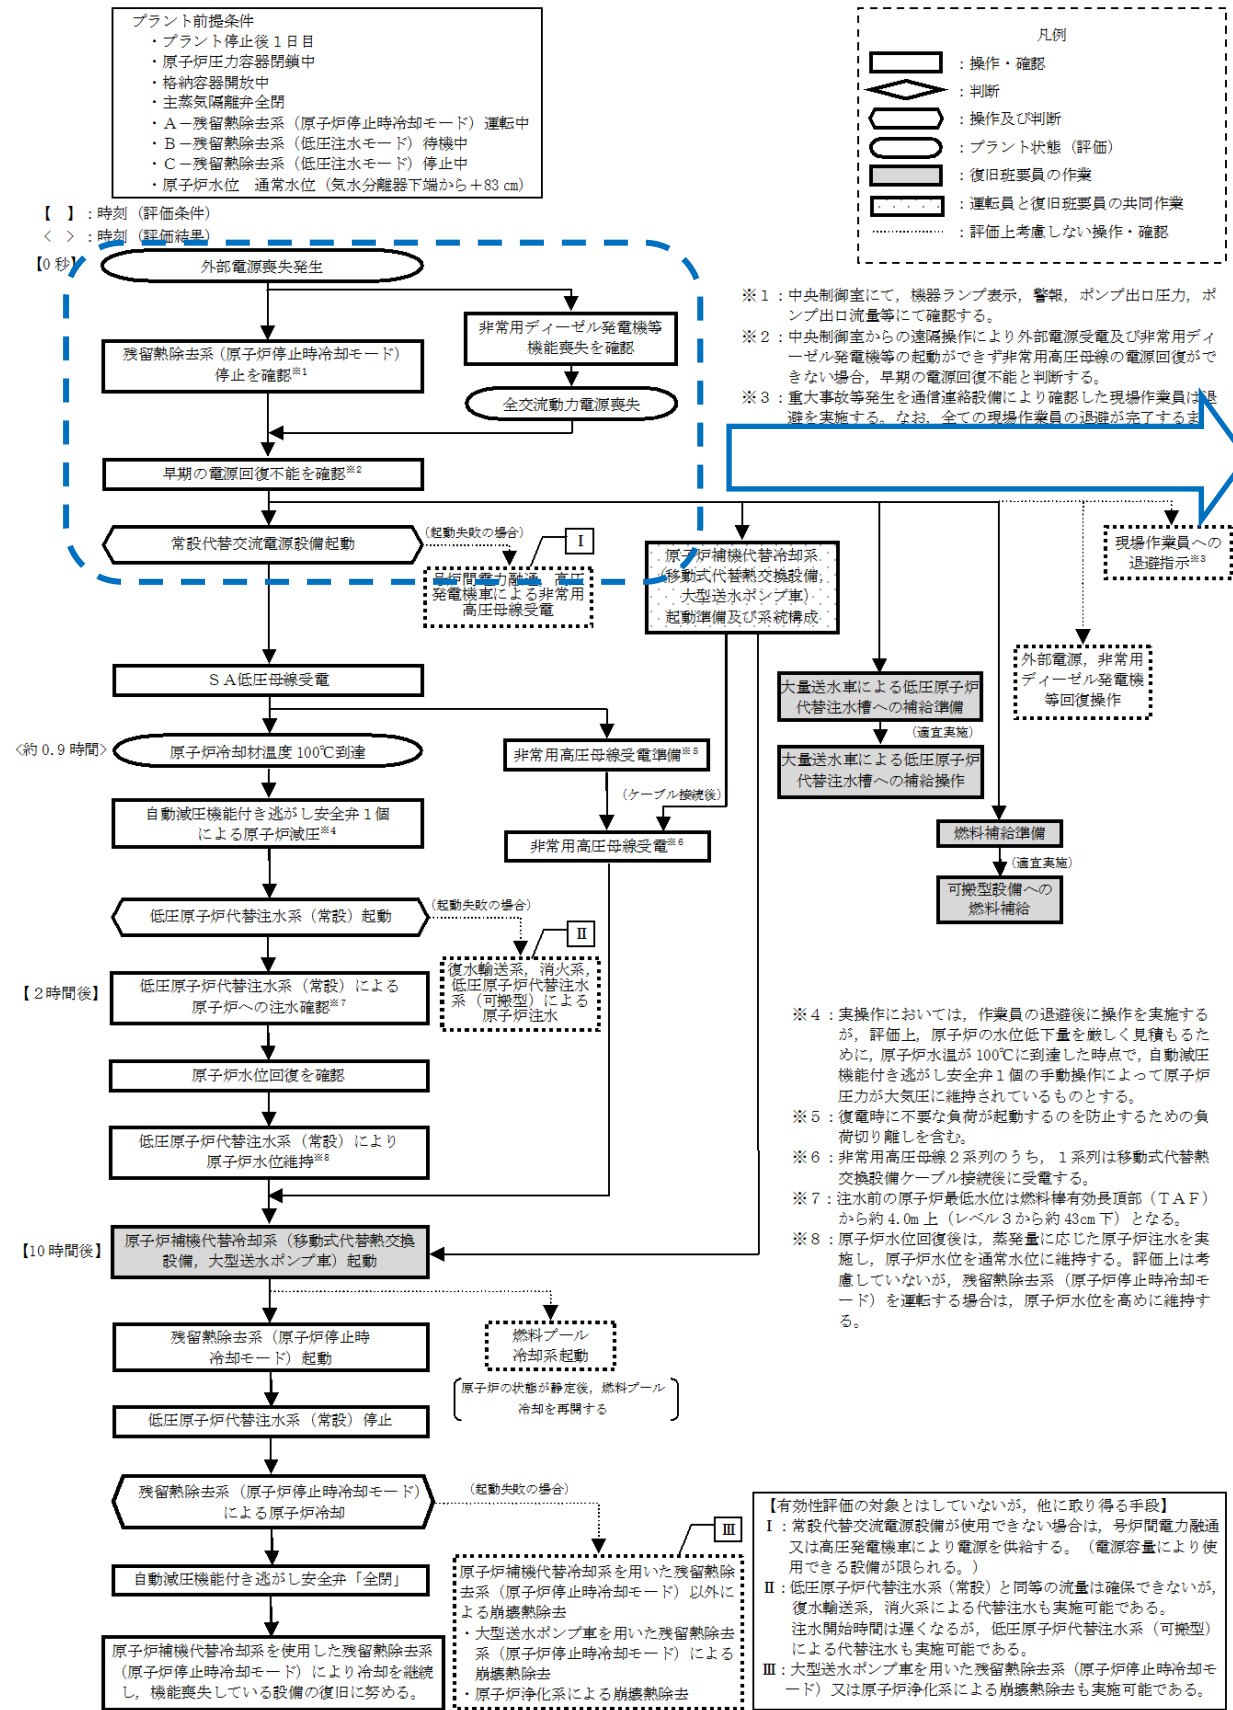 プラント前提条件
・プラント停止後1日目
・原子炉圧力容器閉鎖中
・格納容器開放中
・主蒸気隔離弁全閉
・A－残留熱除去系（原子炉停止時冷却モード）運転中
・B－残留熱除去系（低圧注水モード）待機中
・C－残留熱除去系（低圧注水モード）停止中
・原子炉水位　通常水位（気水分離器下端から＋83 cm）
凡例
：操作・確認
：判断
：操作及び判断
：プラント状態（評価）
：復旧班要員の作業
：運転員と復旧班要員の共同作業
：評価上考慮しない操作・確認
【　】：時刻（評価条件）
＜　＞：時刻（評価結果）
【0秒】
外部電源喪失発生
非常用ディーゼル発電機等
機能喪失を確認
残留熱除去系（原子炉停止時冷却モード）
停止を確認※1
全交流動力電源喪失
早期の電源回復不能を確認※2
常設代替交流電源設備起動
（起動失敗の場合）
I
号炉間電力融通，高圧
発電機車による非常用
高圧母線受電
※1：中央制御室にて，機器ランプ表示，警報，ポンプ出口圧力，ポ
ンプ出口流量等にて確認する。
※2：中央制御室からの遠隔操作により外部電源受電及び非常用ディ
ーゼル発電機等の起動ができず非常用高圧母線の電源回復がで
きない場合，早期の電源回復不能と判断する。
※3：重大事故等発生を通信連絡設備により確認した現場作業員は退
避を実施する。なお，全ての現場作業員の退避が完了するま
原子炉補機代替冷却系
（移動式代替熱交換設備，
大型送水ポンプ車）
起動準備及び系統構成
現場作業員への
退避指示※3
外部電源，非常用
ディーゼル発電機
等回復操作
SA低圧母線受電
大量送水車による低圧原子炉
代替注水槽への補給準備
（適宜実施）
大量送水車による低圧原子炉
代替注水槽への補給操作
＜約0.9時間＞
原子炉冷却材温度100℃到達
非常用高圧母線受電準備※5
（ケーブル接続後）
自動減圧機能付き逃がし安全弁1個
による原子炉減圧※4
非常用高圧母線受電※6
燃料補給準備
（適宜実施）
可搬型設備への
燃料補給
低圧原子炉代替注水系（常設）起動
（起動失敗の場合）
II
復水輸送系，消火系，
低圧原子炉代替注水
系（可搬型）による
原子炉注水
【2時間後】
低圧原子炉代替注水系（常設）による
原子炉への注水確認※7
原子炉水位回復を確認
低圧原子炉代替注水系（常設）により
原子炉水位維持※8
※4：実操作においては，作業員の退避後に操作を実施する
が，評価上，原子炉の水位低下量を厳しく見積もるた
めに，原子炉水温が100℃に到達した時点で，自動減圧
機能付き逃がし安全弁1個の手動操作によって原子炉
圧力が大気圧に維持されているものとする。
※5：復電時に不要な負荷が起動するのを防止するための負
荷切り離しを含む。
※6：非常用高圧母線2系列のうち，1系列は移動式代替熱
交換設備ケーブル接続後に受電する。
※7：注水前の原子炉最低水位は燃料棒有効長頂部（TAF）
から約4.0m上（レベル3から約43cm下）となる。
※8：原子炉水位回復後は，蒸発量に応じた原子炉注水を実
施し，原子炉水位を通常水位に維持する。評価上は考
慮していないが，残留熱除去系（原子炉停止時冷却モ
ード）を運転する場合は，原子炉水位を高めに維持す
る。
【10時間後】
原子炉補機代替冷却系（移動式代替熱交換
設備，大型送水ポンプ車）起動
残留熱除去系（原子炉停止時
冷却モード）起動
燃料プール
冷却系起動
原子炉の状態が静定後，燃料プール
冷却を再開する
低圧原子炉代替注水系（常設）停止
残留熱除去系（原子炉停止時冷却モード）
による原子炉冷却
（起動失敗の場合）
III
自動減圧機能付き逃がし安全弁「全閉」
原子炉補機代替冷却系を用いた残留熱
除去系（原子炉停止時冷却モード）以外に
よる崩壊熱除去
・大型送水ポンプ車を用いた残留熱除去
系（原子炉停止時冷却モード）による
崩壊熱除去
・原子炉浄化系による崩壊熱除去
原子炉補機代替冷却系を使用した残留熱除去系
（原子炉停止時冷却モード）により冷却を継続
し，機能喪失している設備の復旧に努める。
【有効性評価の対象とはしていないが，他に取り得る手段】
I：常設代替交流電源設備が使用できない場合は，号炉間電力融通
又は高圧発電機車により電源を供給する。（電源容量により使
用できる設備が限られる。）
II：低圧原子炉代替注水系（常設）と同等の流量は確保できないが，
復水輸送系，消火系による代替注水も実施可能である。
注水開始時間は遅くなるが，低圧原子炉代替注水系（可搬型）
による代替注水も実施可能である。
III：大型送水ポンプ車を用いた残留熱除去系（原子炉停止時冷却モ
ード）又は原子炉浄化系による崩壊熱除去も実施可能である。